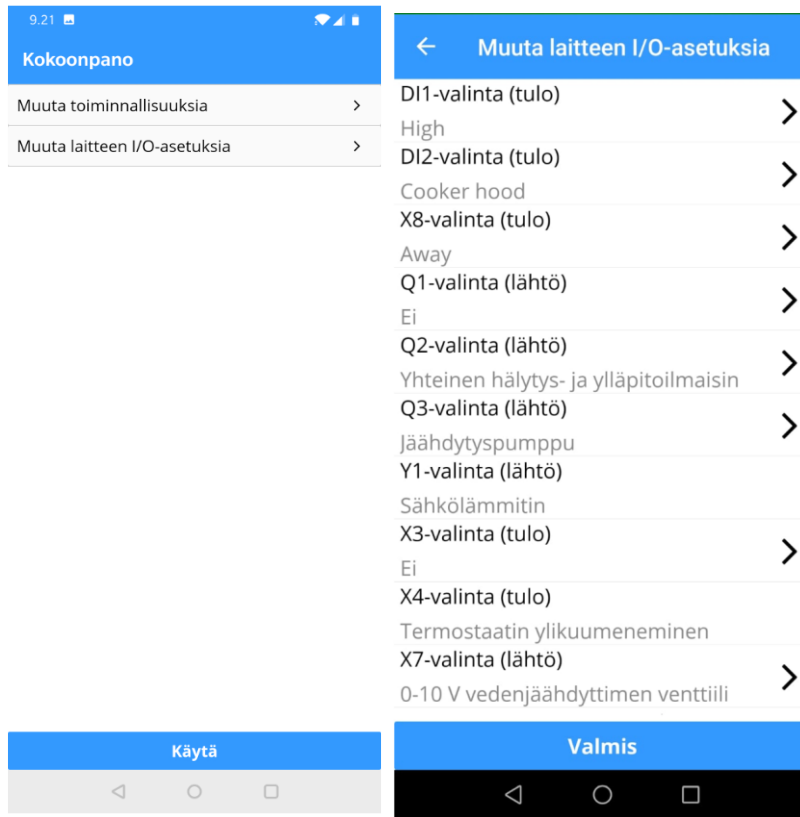 9.21
Kokoonpano
Muuta toiminnallisuuksia
Muuta laitteen I/O-asetuksia
Käytä
Muuta laitteen I/O-asetuksia
DI1-valinta (tulo)
High
DI2-valinta (tulo)
Cooker hood
X8-valinta (tulo)
Away
Q1-valinta (lähtö)
Ei
Q2-valinta (lähtö)
Yhteinen hälytys- ja ylläpitoilmaisin
Q3-valinta (lähtö)
Jäähdytyspumppu
Y1-valinta (lähtö)
Sähkölämmitin
X3-valinta (tulo)
Ei
X4-valinta (tulo)
Termostaatin ylikuumeneminen
X7-valinta (lähtö)
0-10 V vedenjäähdyttimen venttiili
Valmis